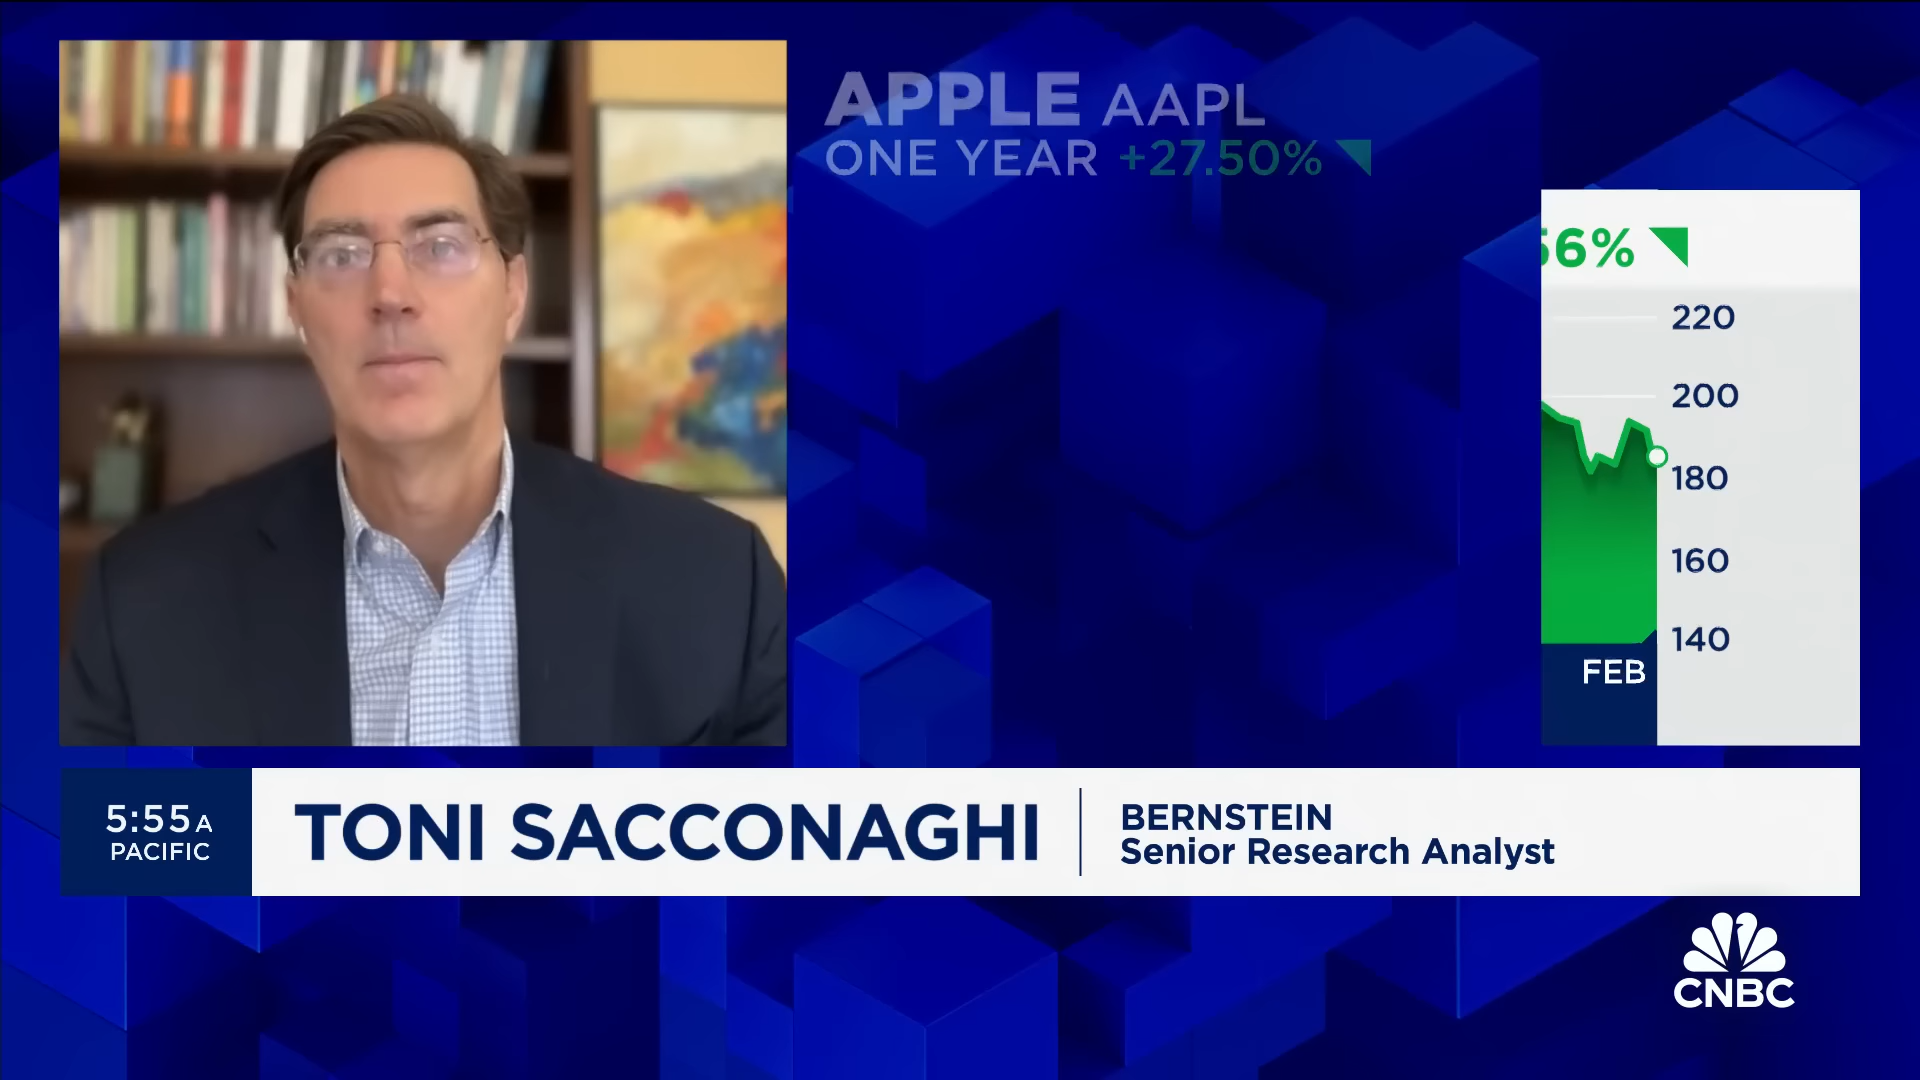 APPLE AAPL
ONE YEAR +27.50%
6%
220
200
180
160
140
FEB
5:55 A
PACIFIC
TONI SACCONAGHI
BERNSTEIN
Senior Research Analyst
CNBC